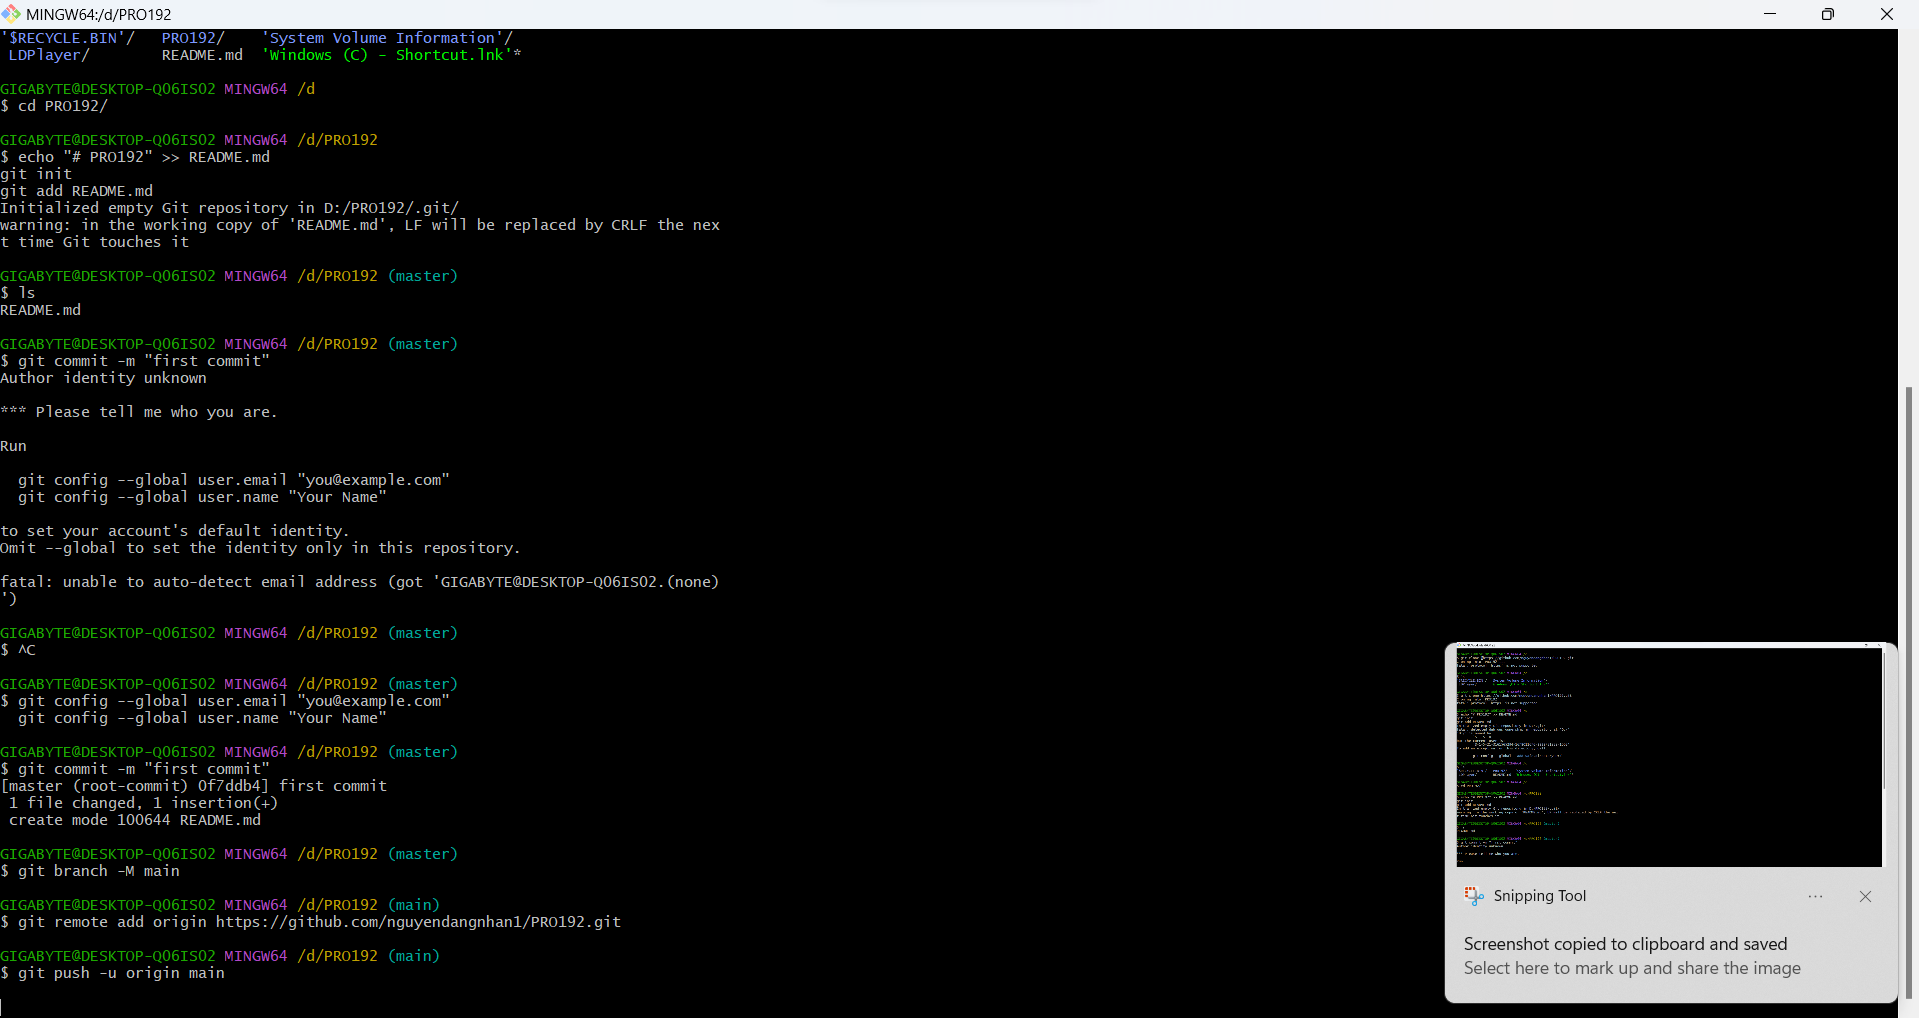 MINGW64:/d/PRO192
'$RECYCLE.BIN'/   PRO192/    'System Volume Information'/
 LDPlayer/        README.md  'Windows (C) - Shortcut.lnk'*
GIGABYTE@DESKTOP-Q06IS02 MINGW64 /d
$ cd PRO192/
GIGABYTE@DESKTOP-Q06IS02 MINGW64 /d/PRO192
$ echo "# PRO192" >> README.md
git init
git add README.md
Initialized empty Git repository in D:/PRO192/.git/
warning: in the working copy of 'README.md', LF will be replaced by CRLF the nex
t time Git touches it
GIGABYTE@DESKTOP-Q06IS02 MINGW64 /d/PRO192 (master)
$ ls
README.md
GIGABYTE@DESKTOP-Q06IS02 MINGW64 /d/PRO192 (master)
$ git commit -m "first commit"
Author identity unknown
*** Please tell me who you are.
Run
  git config --global user.email "you@example.com"
  git config --global user.name "Your Name"
to set your account's default identity.
Omit --global to set the identity only in this repository.
fatal: unable to auto-detect email address (got 'GIGABYTE@DESKTOP-Q06IS02.(none)
')
GIGABYTE@DESKTOP-Q06IS02 MINGW64 /d/PRO192 (master)
$ ^C
GIGABYTE@DESKTOP-Q06IS02 MINGW64 /d/PRO192 (master)
$ git config --global user.email "you@example.com"
  git config --global user.name "Your Name"
GIGABYTE@DESKTOP-Q06IS02 MINGW64 /d/PRO192 (master)
$ git commit -m "first commit"
[master (root-commit) 0f7ddb4] first commit
 1 file changed, 1 insertion(+)
 create mode 100644 README.md
GIGABYTE@DESKTOP-Q06IS02 MINGW64 /d/PRO192 (master)
$ git branch -M main
GIGABYTE@DESKTOP-Q06IS02 MINGW64 /d/PRO192 (main)
$ git remote add origin https://github.com/nguyendangnhan1/PRO192.git
GIGABYTE@DESKTOP-Q06IS02 MINGW64 /d/PRO192 (main)
$ git push -u origin main
Snipping Tool
Screenshot copied to clipboard and saved
Select here to mark up and share the image